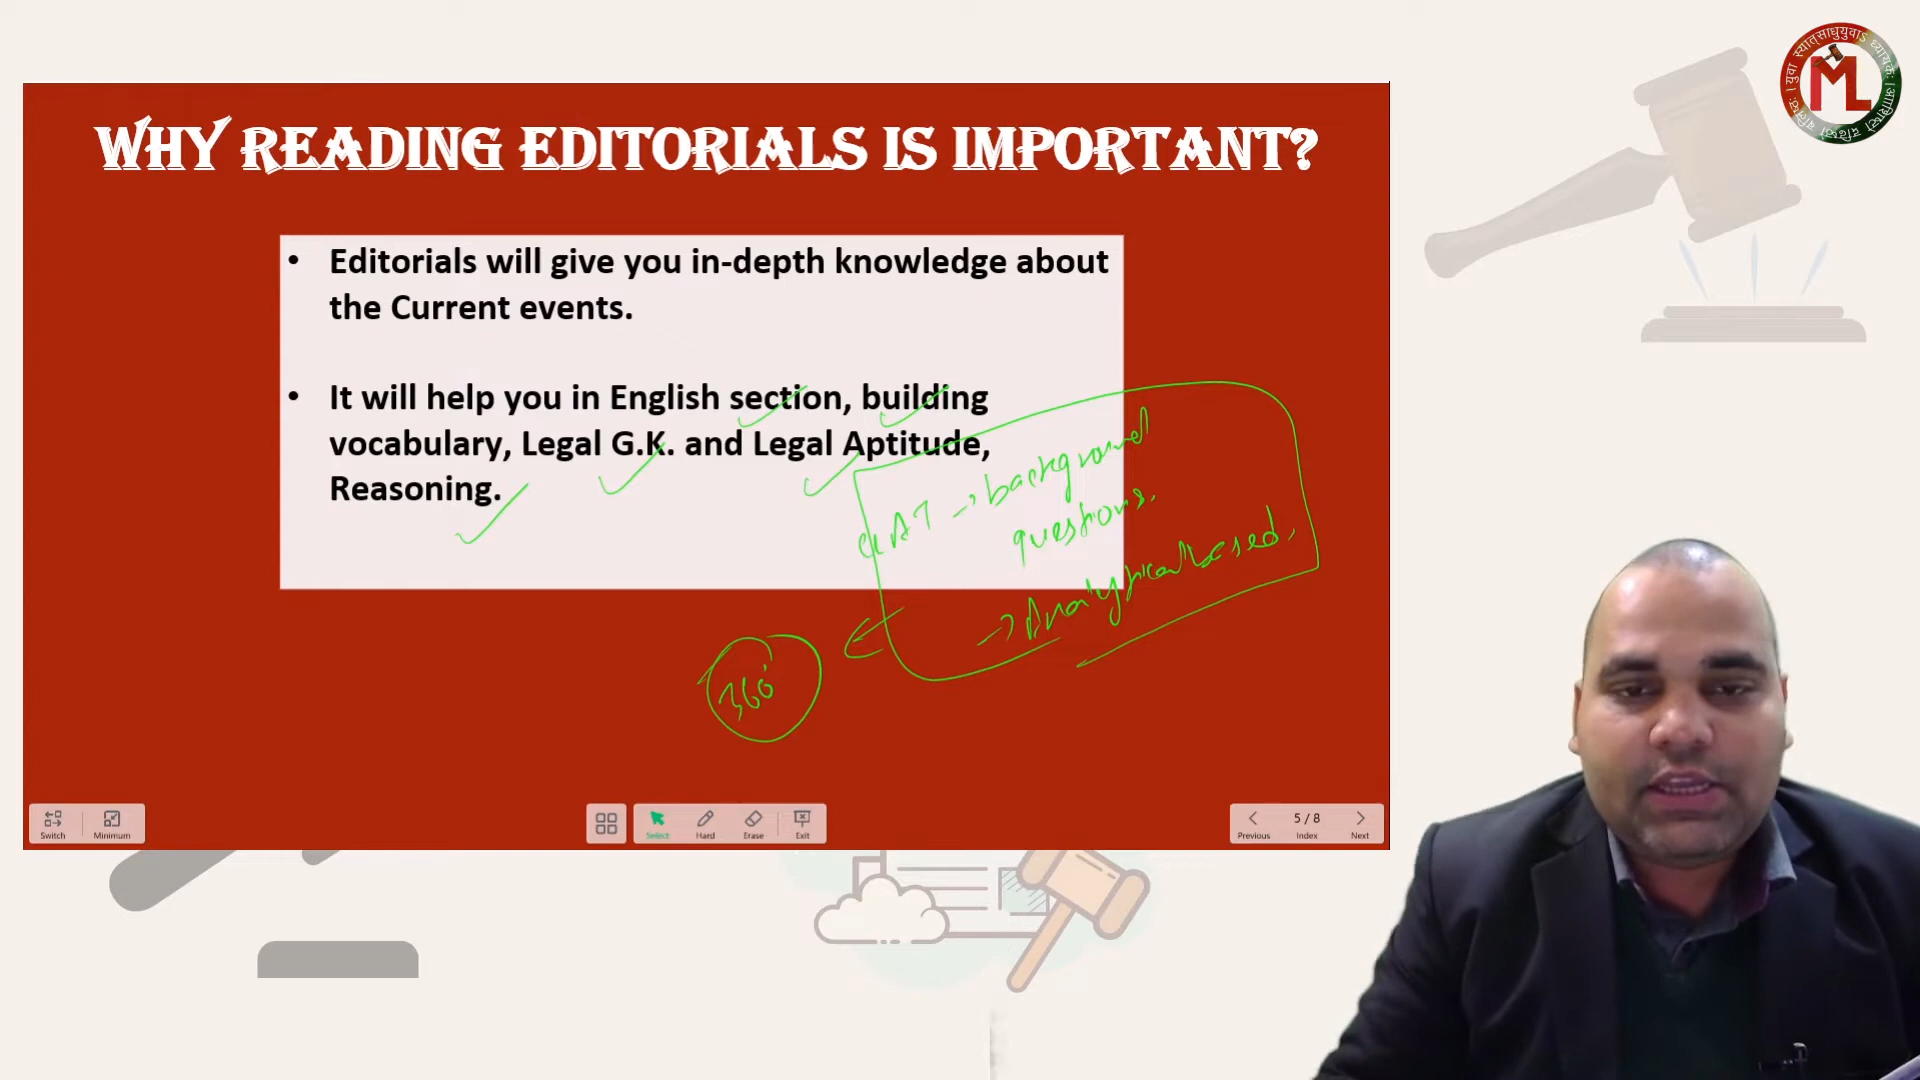 WHY READING EDITORIALS IS IMPORTANT?
• Editorials will give you in-depth knowledge about
the Current events.
• It will help you in English section, building
vocabulary, Legal G.K. and Legal Aptitude,
Reasoning.
CLAT → background
questions.
→ Analytical based.
360°
Switch
Minimum
Select
Hard
Erase
Exit
Previous
5 / 8
Index
Next
ML